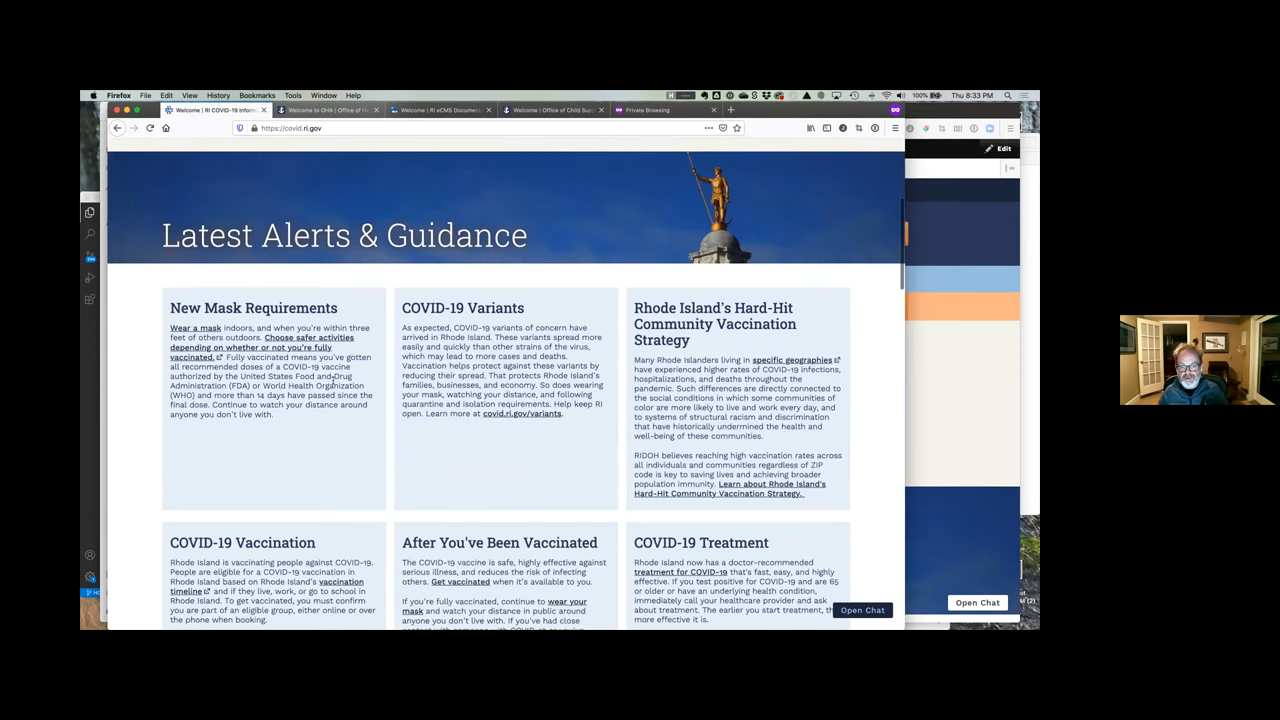 Firefox File Edit View History Bookmarks Tools Window Help
100% Thu 8:33 PM
Welcome | RI COVID-19 Inform
Welcome to OHA | Office of H
Welcome | RI eCMS Document
Welcome | Office of Child Sup
Private Browsing
https://covid.ri.gov
Edit
Latest Alerts & Guidance
New Mask Requirements
Wear a mask indoors, and when you're within three
feet of others outdoors. Choose safer activities
depending on whether or not you're fully
vaccinated. Fully vaccinated means you've gotten
all recommended doses of a COVID-19 vaccine
authorized by the United States Food and Drug
Administration (FDA) or World Health Organization
(WHO) and more than 14 days have passed since the
final dose. Continue to watch your distance around
anyone you don't live with.
COVID-19 Variants
As expected, COVID-19 variants of concern have
arrived in Rhode Island. These variants spread more
easily and quickly than other strains of the virus,
which may lead to more cases and deaths.
Vaccination helps protect against these variants by
reducing their spread. That protects Rhode Island's
families, businesses, and economy. So does wearing
your mask, watching your distance, and following
quarantine and isolation requirements. Help keep RI
open. Learn more at covid.ri.gov/variants.
Rhode Island's Hard-Hit
Community Vaccination
Strategy
Many Rhode Islanders living in specific geographies
have experienced higher rates of COVID-19 infections,
hospitalizations, and deaths throughout the
pandemic. Such differences are directly connected to
the social conditions in which some communities of
color are more likely to live and work every day, and
to systems of structural racism and discrimination
that have historically undermined the health and
well-being of these communities.
RIDOH believes reaching high vaccination rates across
all individuals and communities regardless of ZIP
code is key to saving lives and achieving broader
population immunity. Learn about Rhode Island's
Hard-Hit Community Vaccination Strategy.
COVID-19 Vaccination
Rhode Island is vaccinating people against COVID-19.
People are eligible for a COVID-19 vaccination in
Rhode Island based on Rhode Island's vaccination
timeline and if they live, work, or go to school in
Rhode Island. To get vaccinated, you must confirm
you are part of an eligible group, either online or over
the phone when booking.
After You've Been Vaccinated
The COVID-19 vaccine is safe, highly effective against
serious illness, and reduces the risk of infecting
others. Get vaccinated when it's available to you.
If you're fully vaccinated, continue to wear your
mask and watch your distance in public around
anyone you don't live with. If you've had close
COVID-19 Treatment
Rhode Island now has a doctor-recommended
treatment for COVID-19 that's fast, easy, and highly
effective. If you test positive for COVID-19 and are 65
or older or have an underlying health condition,
immediately call your healthcare provider and ask
about treatment. The earlier you start treatment, th
more effective it is.
Open Chat
Open Chat